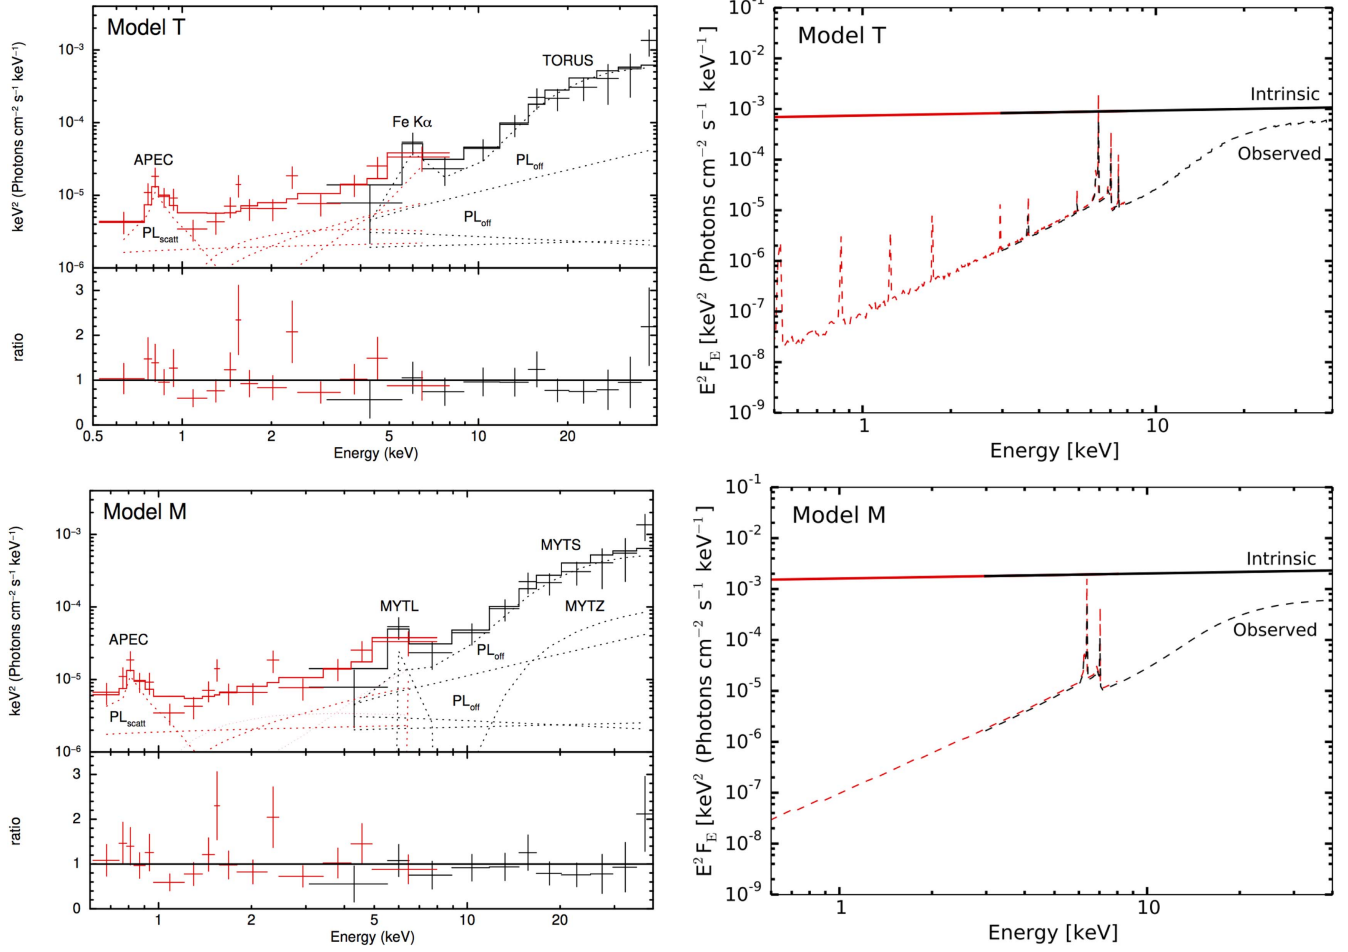 Model T
keV² (Photons cm⁻² s⁻¹ keV⁻¹)
10⁻³
10⁻⁴
10⁻⁵
10⁻⁶
APEC
PLscatt
Fe Kα
TORUS
PLoff
PLoff
ratio
3
2
1
0
0.5 1 2 5 10 20
Energy (keV)
Model T
E² F_E [keV² (Photons cm⁻² s⁻¹ keV⁻¹]
10⁻¹
10⁻²
10⁻³
10⁻⁴
10⁻⁵
10⁻⁶
10⁻⁷
10⁻⁸
10⁻⁹
Intrinsic
Observed
1 10
Energy [keV]
Model M
keV² (Photons cm⁻² s⁻¹ keV⁻¹)
10⁻³
10⁻⁴
10⁻⁵
10⁻⁶
APEC
PLscatt
MYTL
MYTS
MYTZ
PLoff
PLoff
ratio
3
2
1
0
1 2 5 10 20
Energy (keV)
Model M
E² F_E [keV² (Photons cm⁻² s⁻¹ keV⁻¹]
10⁻¹
10⁻²
10⁻³
10⁻⁴
10⁻⁵
10⁻⁶
10⁻⁷
10⁻⁸
10⁻⁹
Intrinsic
Observed
1 10
Energy [keV]